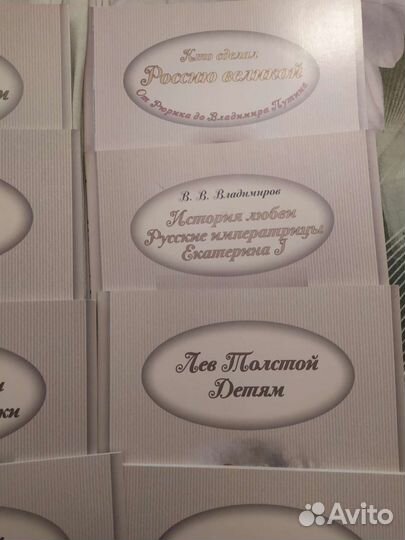 Кто сделал
Россию великой
От Рюрика до Владимира Путина
В. В. Владимиров
История любви
Русские императрицы
Екатерина I
Лев Толстой
Детям
Avito